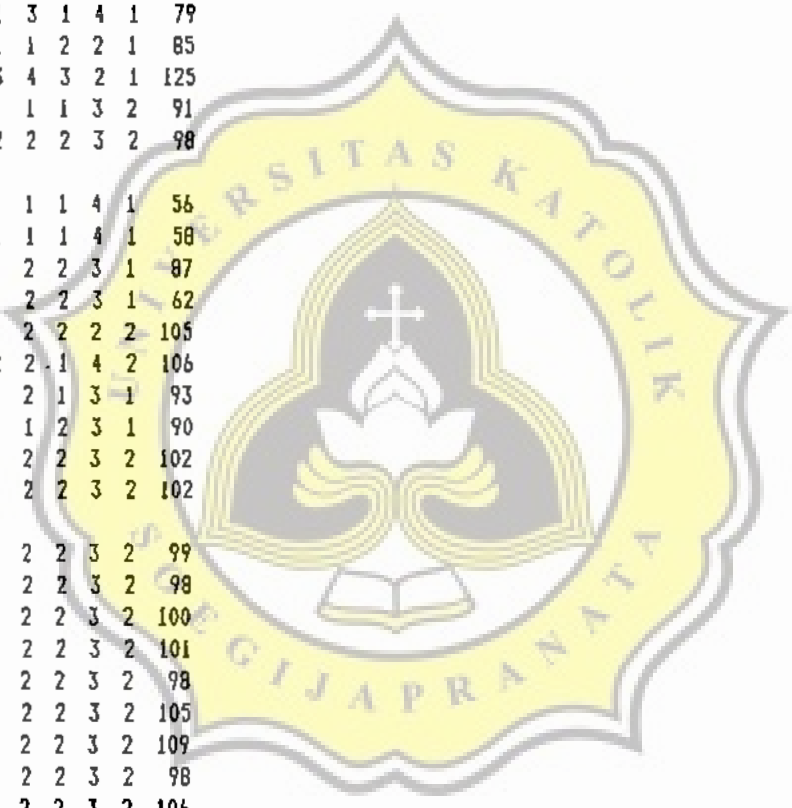 3 1 4 1 79
1 2 2 1 85
4 3 2 1 125
1 1 3 2 91
2 2 3 2 98
1 1 4 1 56
1 1 4 1 58
2 2 3 1 87
2 2 3 1 62
2 2 2 2 105
2 1 4 2 106
2 1 3 1 93
1 2 3 1 90
2 2 3 2 102
2 2 3 2 102
2 2 3 2 99
2 2 3 2 98
2 2 3 2 100
2 2 3 2 101
2 2 3 2 98
2 2 3 2 105
2 2 3 2 109
2 2 3 2 98
2 2 3 2 106
UNIVERSITAS KATOLIK
SOEGIJAPRANATA